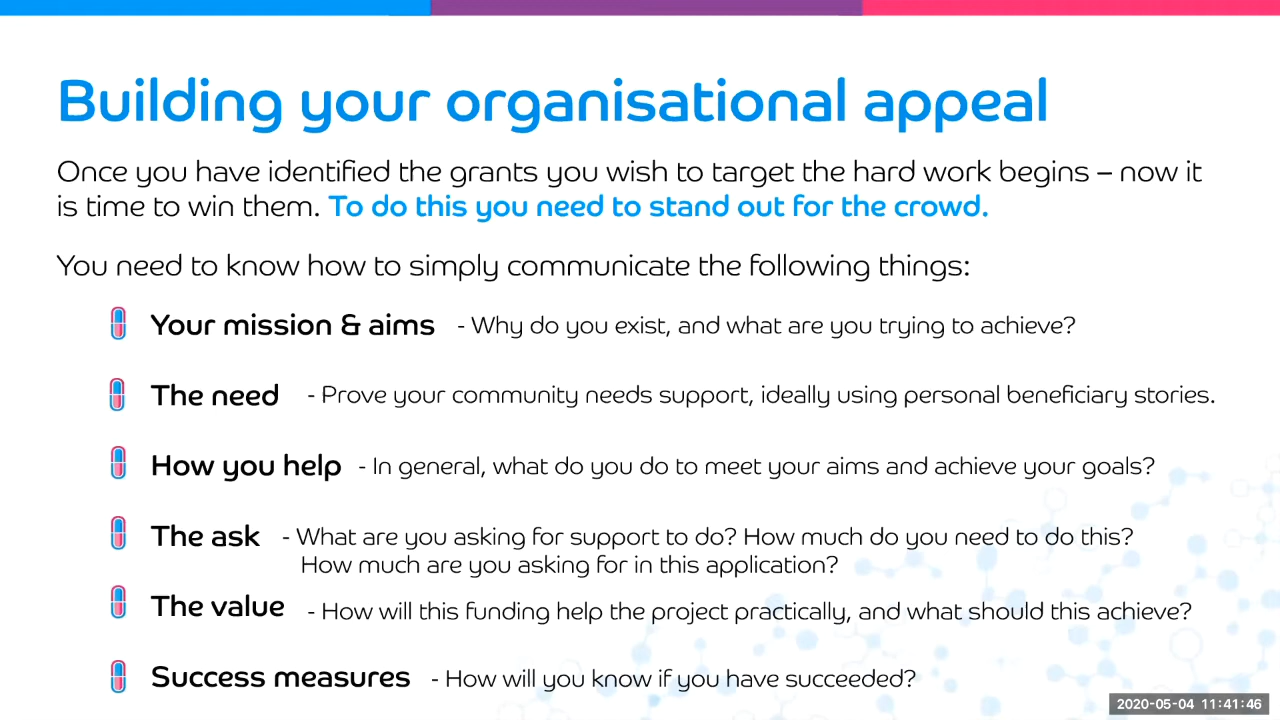 Building your organisational appeal
Once you have identified the grants you wish to target the hard work begins – now it
is time to win them. To do this you need to stand out for the crowd.
You need to know how to simply communicate the following things:
Your mission & aims - Why do you exist, and what are you trying to achieve?
The need - Prove your community needs support, ideally using personal beneficiary stories.
How you help - In general, what do you do to meet your aims and achieve your goals?
The ask - What are you asking for support to do? How much do you need to do this?
How much are you asking for in this application?
The value - How will this funding help the project practically, and what should this achieve?
Success measures - How will you know if you have succeeded?
2020-05-04 11:41:46